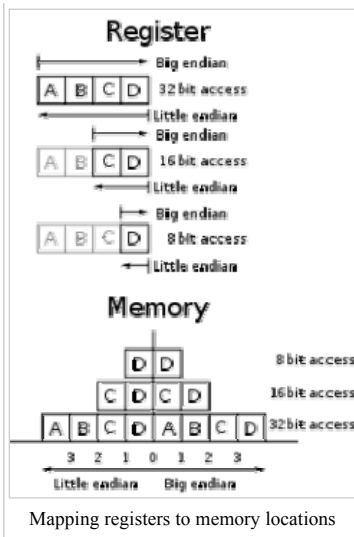 Register
Big endian
A B C D 32 bit access
Little endian
Big endian
A B C D 16 bit access
Little endian
Big endian
A B C D 8 bit access
Little endian
Memory
D D 8 bit access
C D C D 16 bit access
A B C D A B C D 32 bit access
3 2 1 0 1 2 3
Little endian Big endian
Mapping registers to memory locations